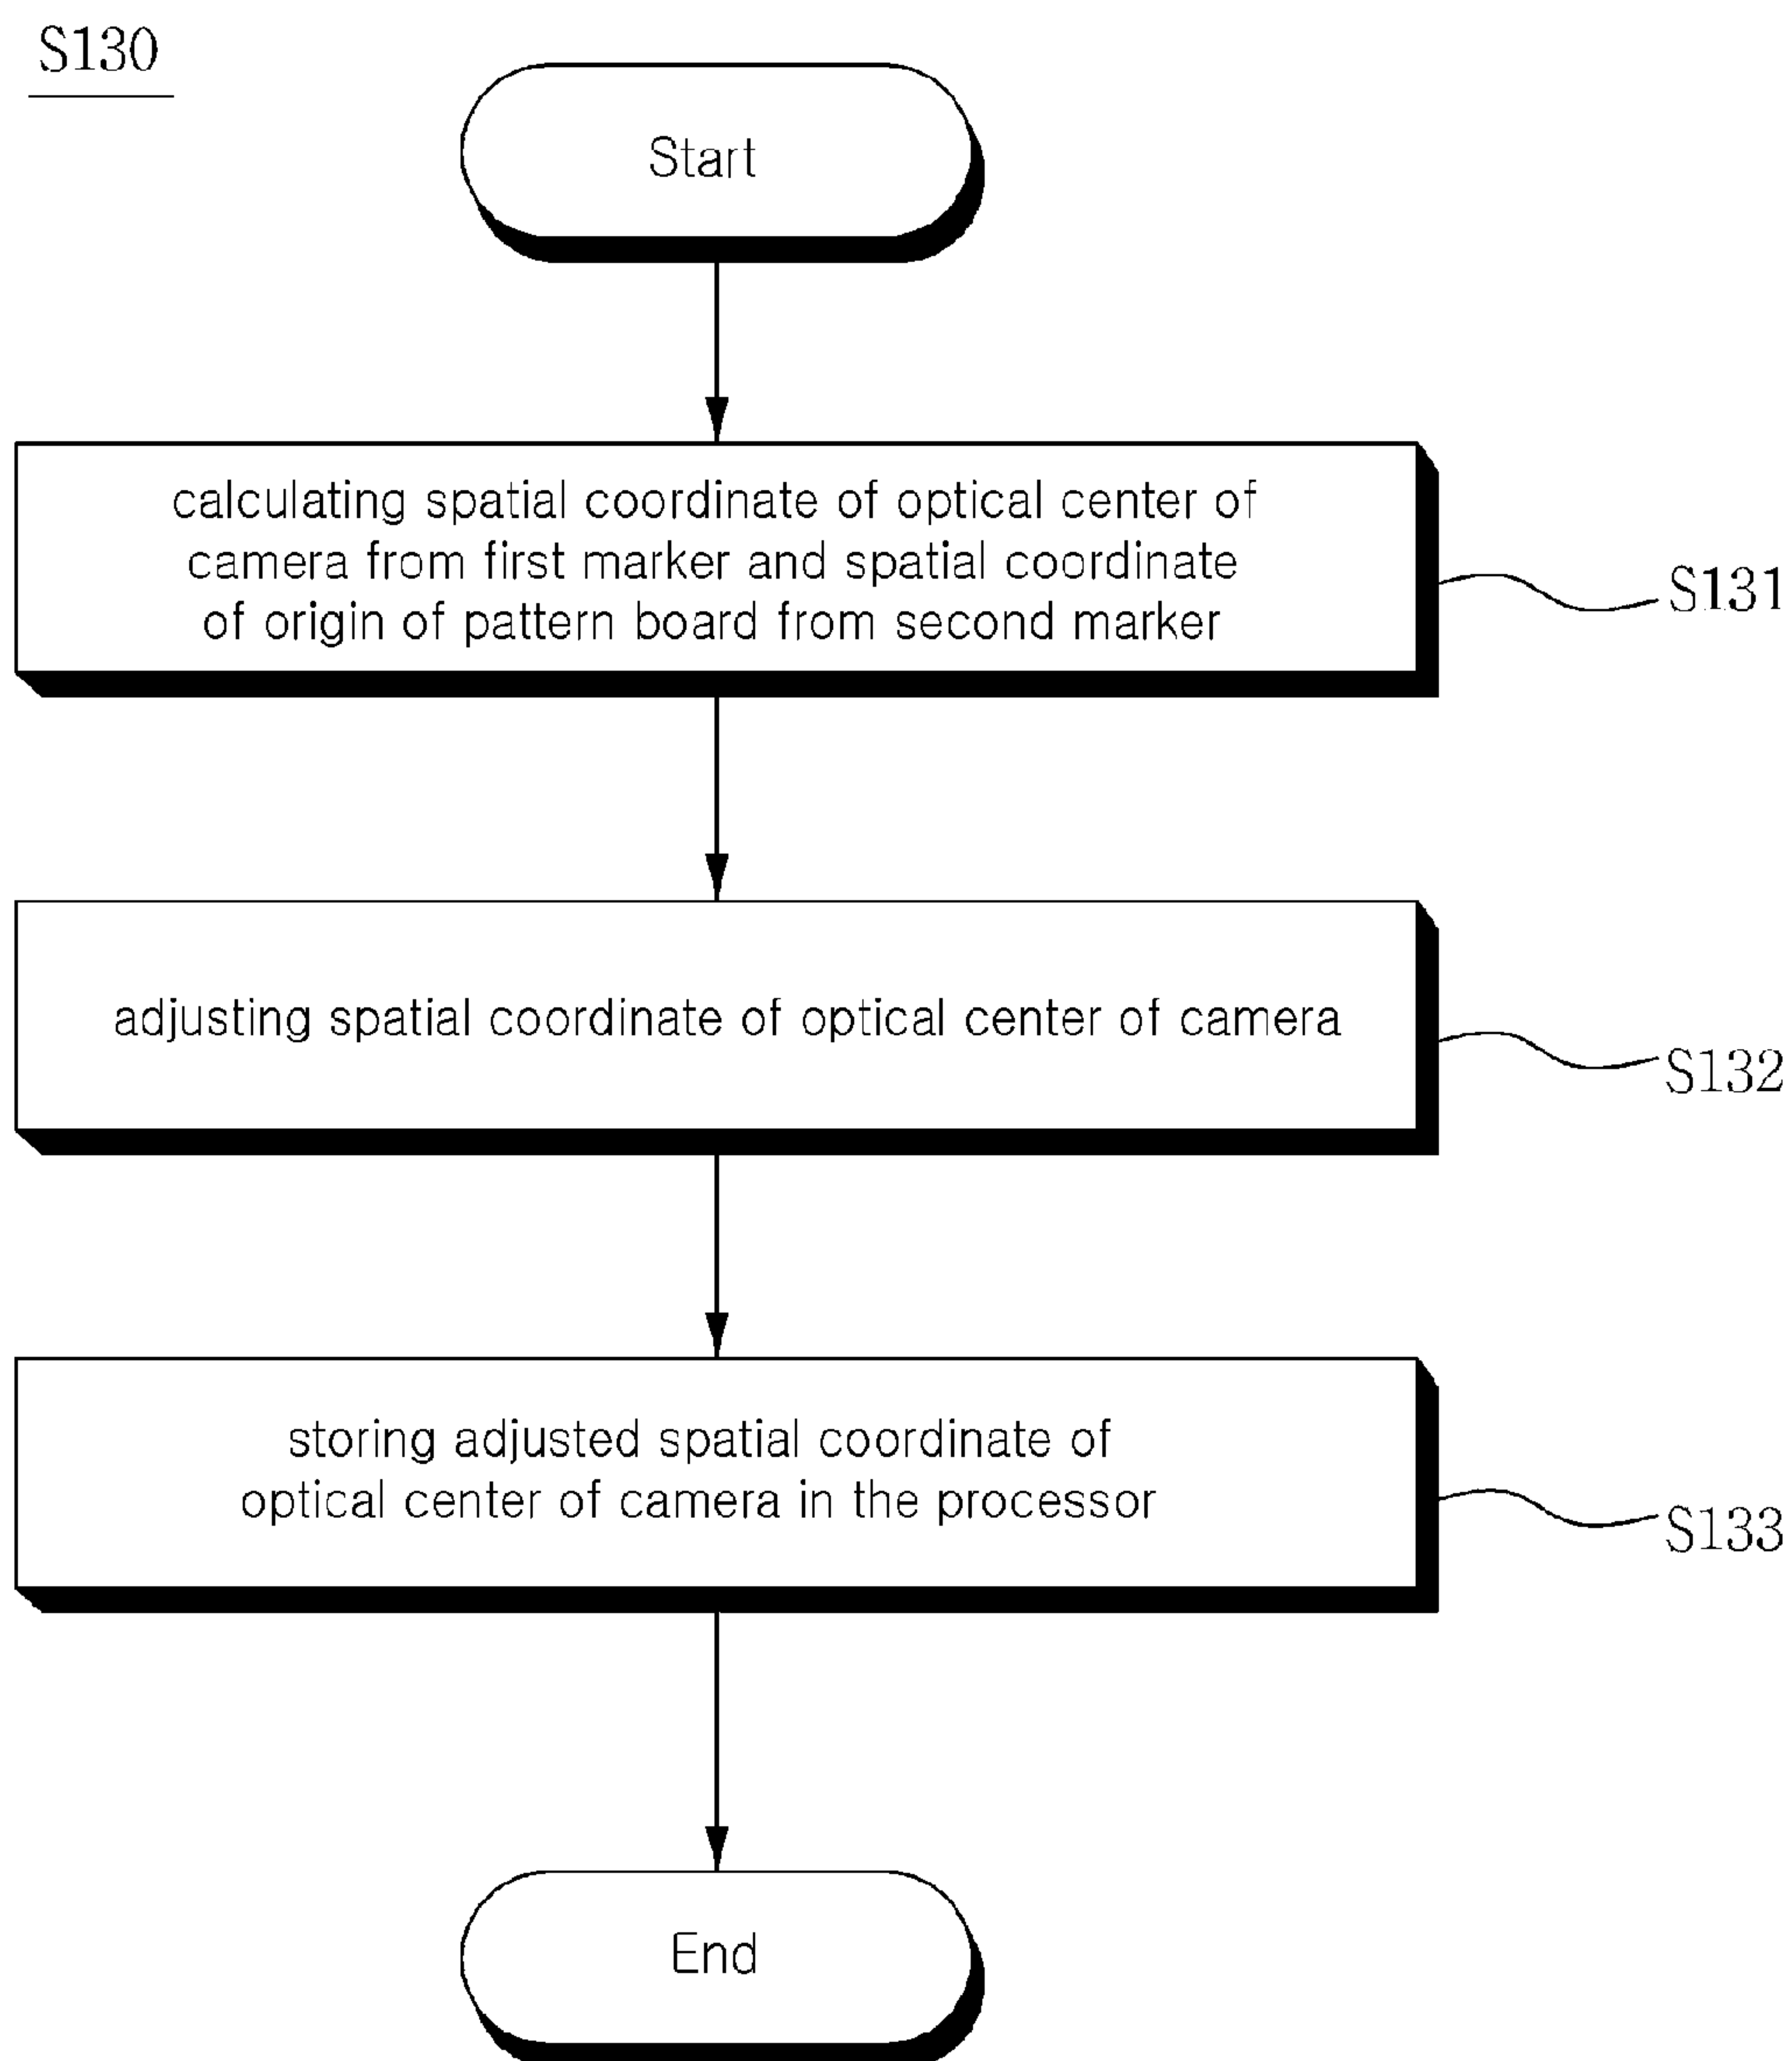 S130
Start
calculating spatial coordinate of optical center of
camera from first marker and spatial coordinate
of origin of pattern board from second marker
S131
adjusting spatial coordinate of optical center of camera
S132
storing adjusted spatial coordinate of
optical center of camera in the processor
S133
End